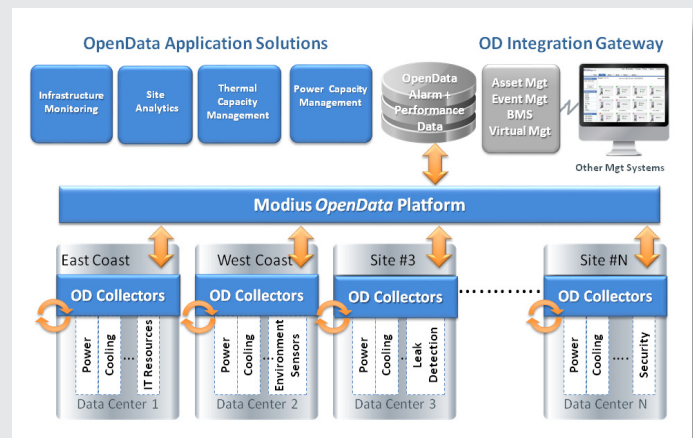 OpenData Application Solutions
OD Integration Gateway
Infrastructure
Monitoring
Site
Analytics
Thermal
Capacity
Management
Power Capacity
Management
OpenData
Alarm+
Performance
Data
Asset Mgt
Event Mgt
BMS
Virtual Mgt
Other Mgt Systems
Modius OpenData Platform
East Coast
West Coast
Site #3
Site #N
OD Collectors
OD Collectors
OD Collectors
.............
OD Collectors
Power
Cooling
...
IT Resources
Power
Cooling
...
Environment
Sensors
Power
Cooling
..
Leak
Detection
Power
Cooling
....
Security
Data Center 1
Data Center 2
Data Center 3
Data Center N